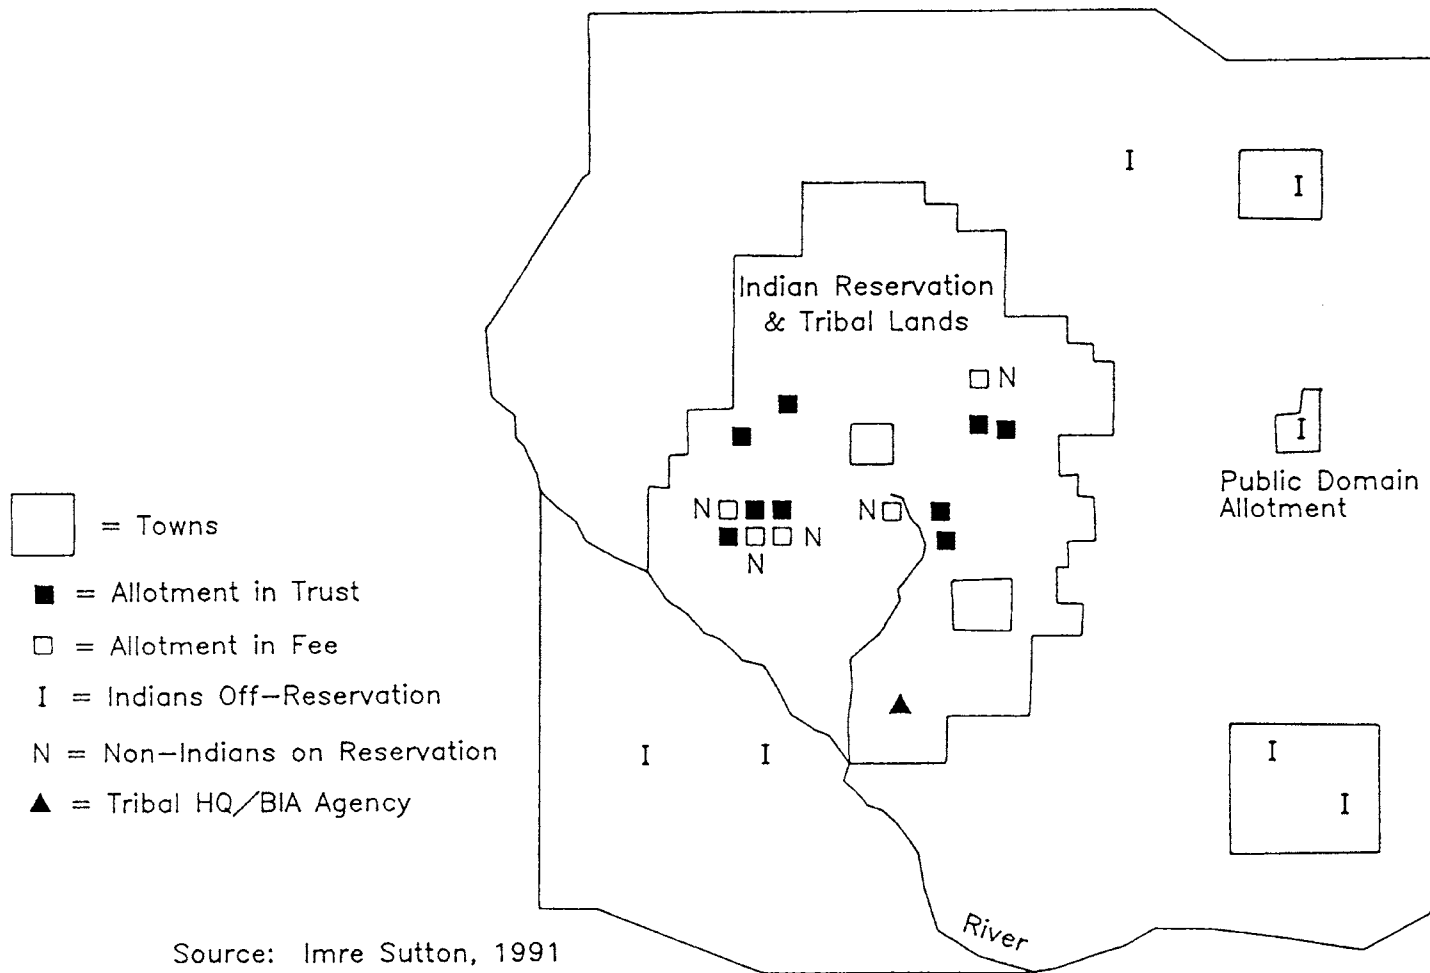 I
I
Indian Reservation
& Tribal Lands
N
I
Public Domain
Allotment
N
N
N
N
= Towns
= Allotment in Trust
= Allotment in Fee
I = Indians Off-Reservation
N = Non-Indians on Reservation
= Tribal HQ/BIA Agency
I
I
I
I
River
Source: Imre Sutton, 1991